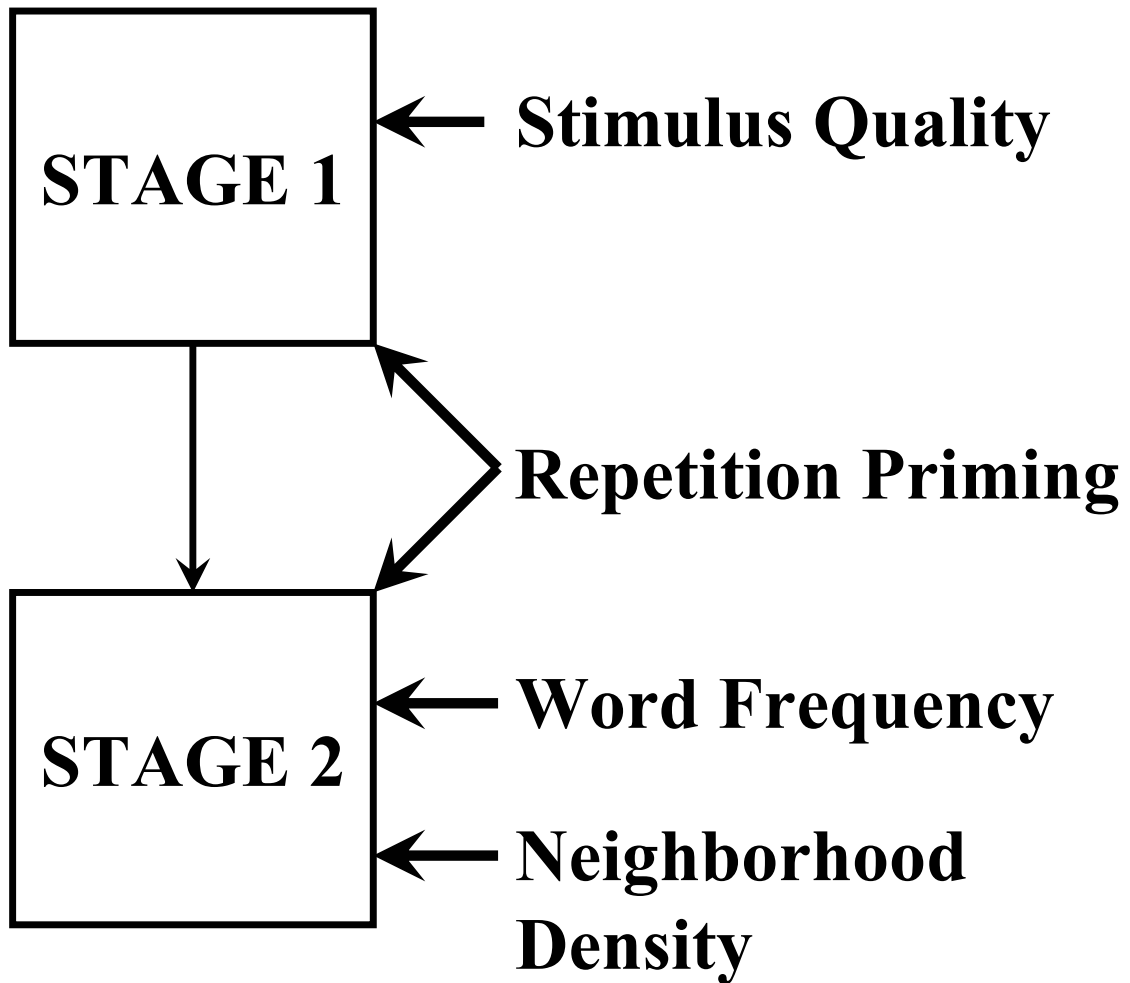 Stimulus Quality
STAGE 1
Repetition Priming
Word Frequency
STAGE 2
Neighborhood
Density